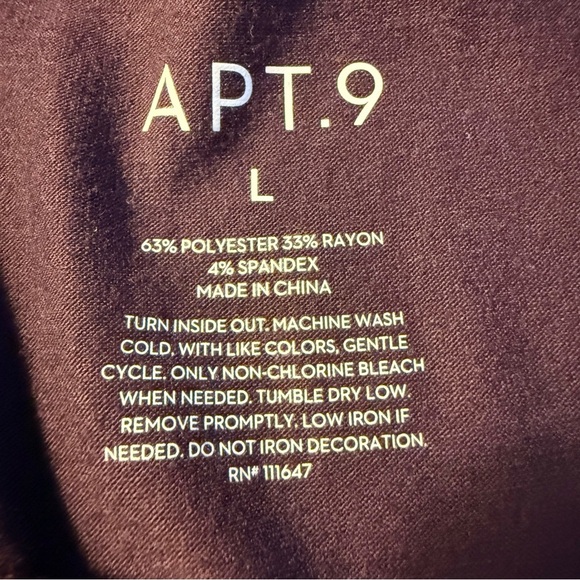 APT.9
L
63% POLYESTER 33% RAYON
4% SPANDEX
MADE IN CHINA
TURN INSIDE OUT. MACHINE WASH
COLD. WITH LIKE COLORS, GENTLE
CYCLE. ONLY NON-CHLORINE BLEACH
WHEN NEEDED. TUMBLE DRY LOW.
REMOVE PROMPTLY. LOW IRON IF
NEEDED. DO NOT IRON DECORATION.
RN# 111647